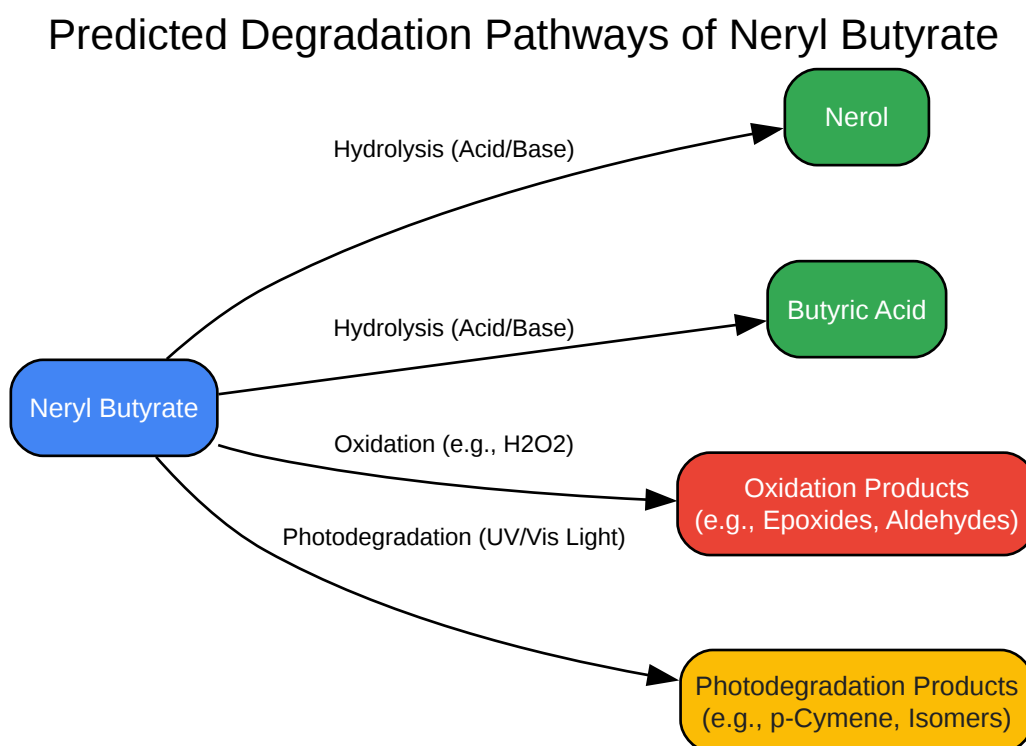 Predicted Degradation Pathways of Neryl Butyrate
Nerol
Hydrolysis (Acid/Base)
Butyric Acid
Hydrolysis (Acid/Base)
Neryl Butyrate
Oxidation (e.g., H2O2)
Oxidation Products
(e.g., Epoxides, Aldehydes)
Photodegradation (UV/Vis Light)
Photodegradation Products
(e.g., p-Cymene, Isomers)